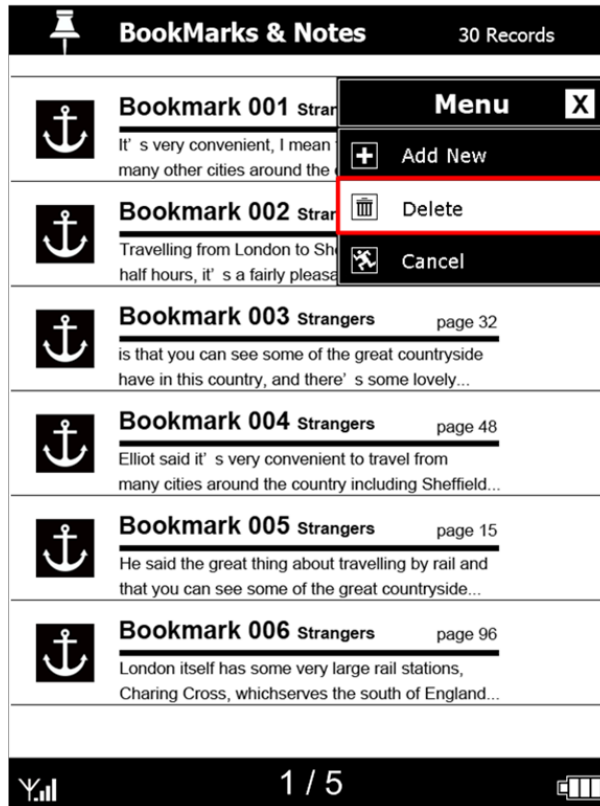 BookMarks & Notes 30 Records
Menu X
Add New
Delete
Cancel
Bookmark 001 Stran
It' s very convenient, I mean
many other cities around the
Bookmark 002 Stran
Travelling from London to Sh
half hours, it' s a fairly pleasa
Bookmark 003 Strangers page 32
is that you can see some of the great countryside
have in this country, and there' s some lovely...
Bookmark 004 Strangers page 48
Elliot said it' s very convenient to travel from
many cities around the country including Sheffield...
Bookmark 005 Strangers page 15
He said the great thing about travelling by rail and
that you can see some of the great countryside...
Bookmark 006 Strangers page 96
London itself has some very large rail stations,
Charing Cross, whichserves the south of England...
1 / 5